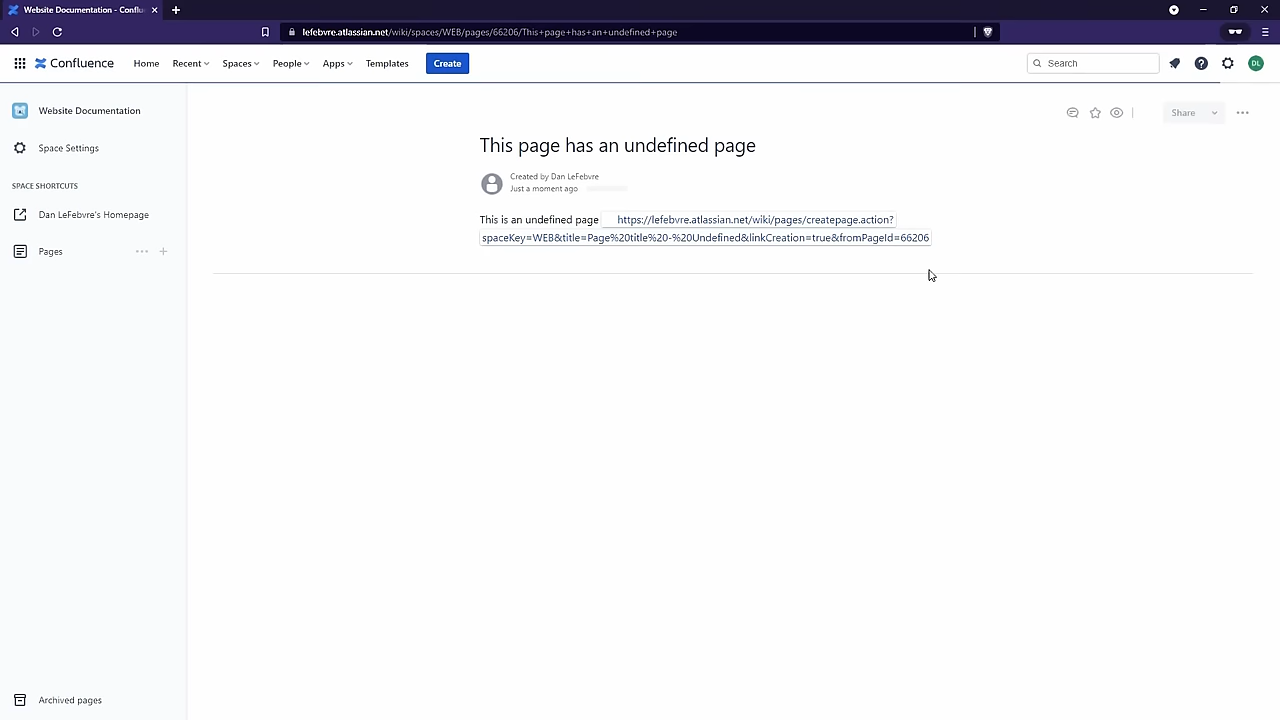 Website Documentation - Conflu
lefebvre.atlassian.net/wiki/spaces/WEB/pages/66206/This+page+has+an+undefined+page
Confluence Home Recent Spaces People Apps Templates Create Search DL
Website Documentation
Space Settings
SPACE SHORTCUTS
Dan LeFebvre's Homepage
Pages
Archived pages
Share
This page has an undefined page
Created by Dan LeFebvre
Just a moment ago
This is an undefined page https://lefebvre.atlassian.net/wiki/pages/createpage.action?
spaceKey=WEB&title=Page%20title%20-%20Undefined&linkCreation=true&fromPageId=66206